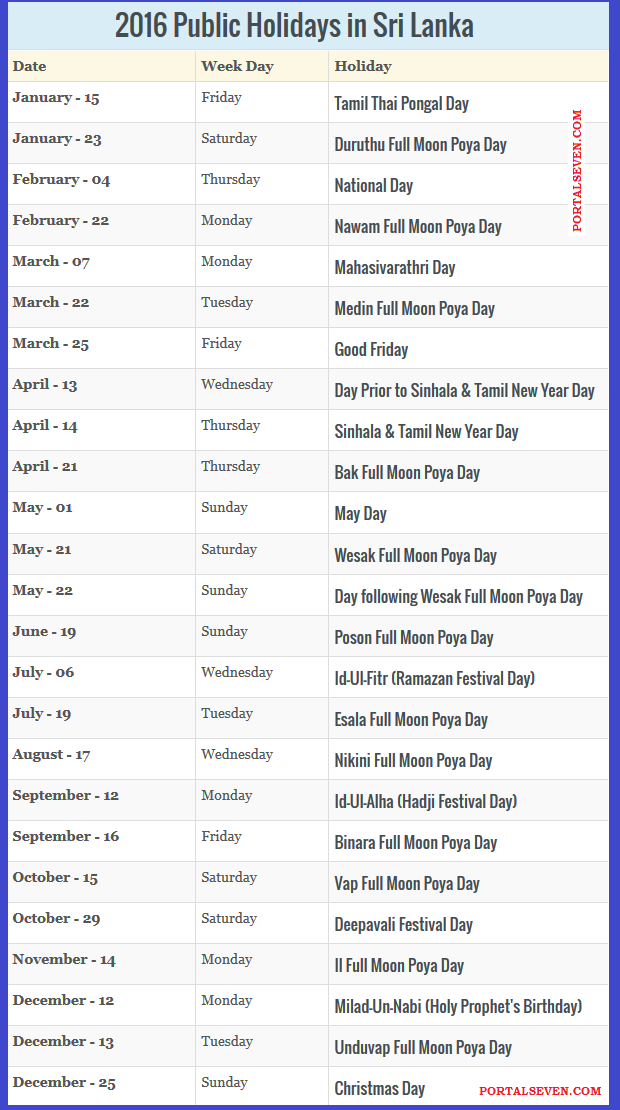 2016 Public Holidays in Sri Lanka
Date Week Day Holiday
January - 15 Friday Tamil Thai Pongal Day
January - 23 Saturday Duruthu Full Moon Poya Day
February - 04 Thursday National Day
February - 22 Monday Nawam Full Moon Poya Day
March - 07 Monday Mahasivarathri Day
March - 22 Tuesday Medin Full Moon Poya Day
March - 25 Friday Good Friday
April - 13 Wednesday Day Prior to Sinhala & Tamil New Year Day
April - 14 Thursday Sinhala & Tamil New Year Day
April - 21 Thursday Bak Full Moon Poya Day
May - 01 Sunday May Day
May - 21 Saturday Wesak Full Moon Poya Day
May - 22 Sunday Day following Wesak Full Moon Poya Day
June - 19 Sunday Poson Full Moon Poya Day
July - 06 Wednesday Id-Ul-Fitr (Ramazan Festival Day)
July - 19 Tuesday Esala Full Moon Poya Day
August - 17 Wednesday Nikini Full Moon Poya Day
September - 12 Monday Id-Ul-Alha (Hadji Festival Day)
September - 16 Friday Binara Full Moon Poya Day
October - 15 Saturday Vap Full Moon Poya Day
October - 29 Saturday Deepavali Festival Day
November - 14 Monday Il Full Moon Poya Day
December - 12 Monday Milad-Un-Nabi (Holy Prophet's Birthday)
December - 13 Tuesday Unduvap Full Moon Poya Day
December - 25 Sunday Christmas Day
PORTALSEVEN.COM
PORTALSEVEN.COM